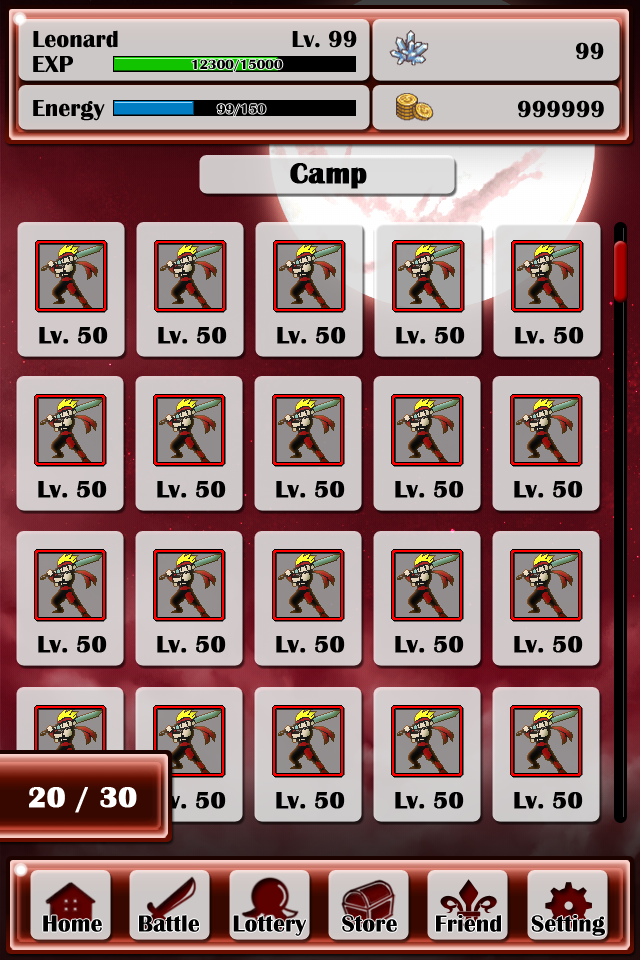 Leonard Lv. 99
EXP 12300/15000
99
Energy 99/150
999999
Camp
Lv. 50 Lv. 50 Lv. 50 Lv. 50 Lv. 50
Lv. 50 Lv. 50 Lv. 50 Lv. 50 Lv. 50
Lv. 50 Lv. 50 Lv. 50 Lv. 50 Lv. 50
20 / 30
v. 50 Lv. 50 Lv. 50 Lv. 50
Home Battle Lottery Store Friend Setting